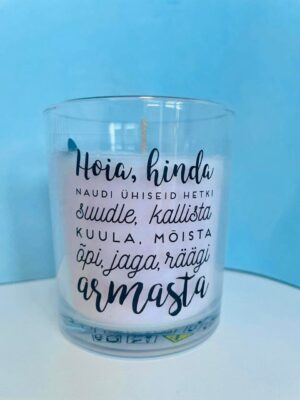 Hoia, hinda
NAUDI ÜHISEID HETKI
suudle, kallista
KUULA, MÕISTA
õpi, jaga, räägi
armasta